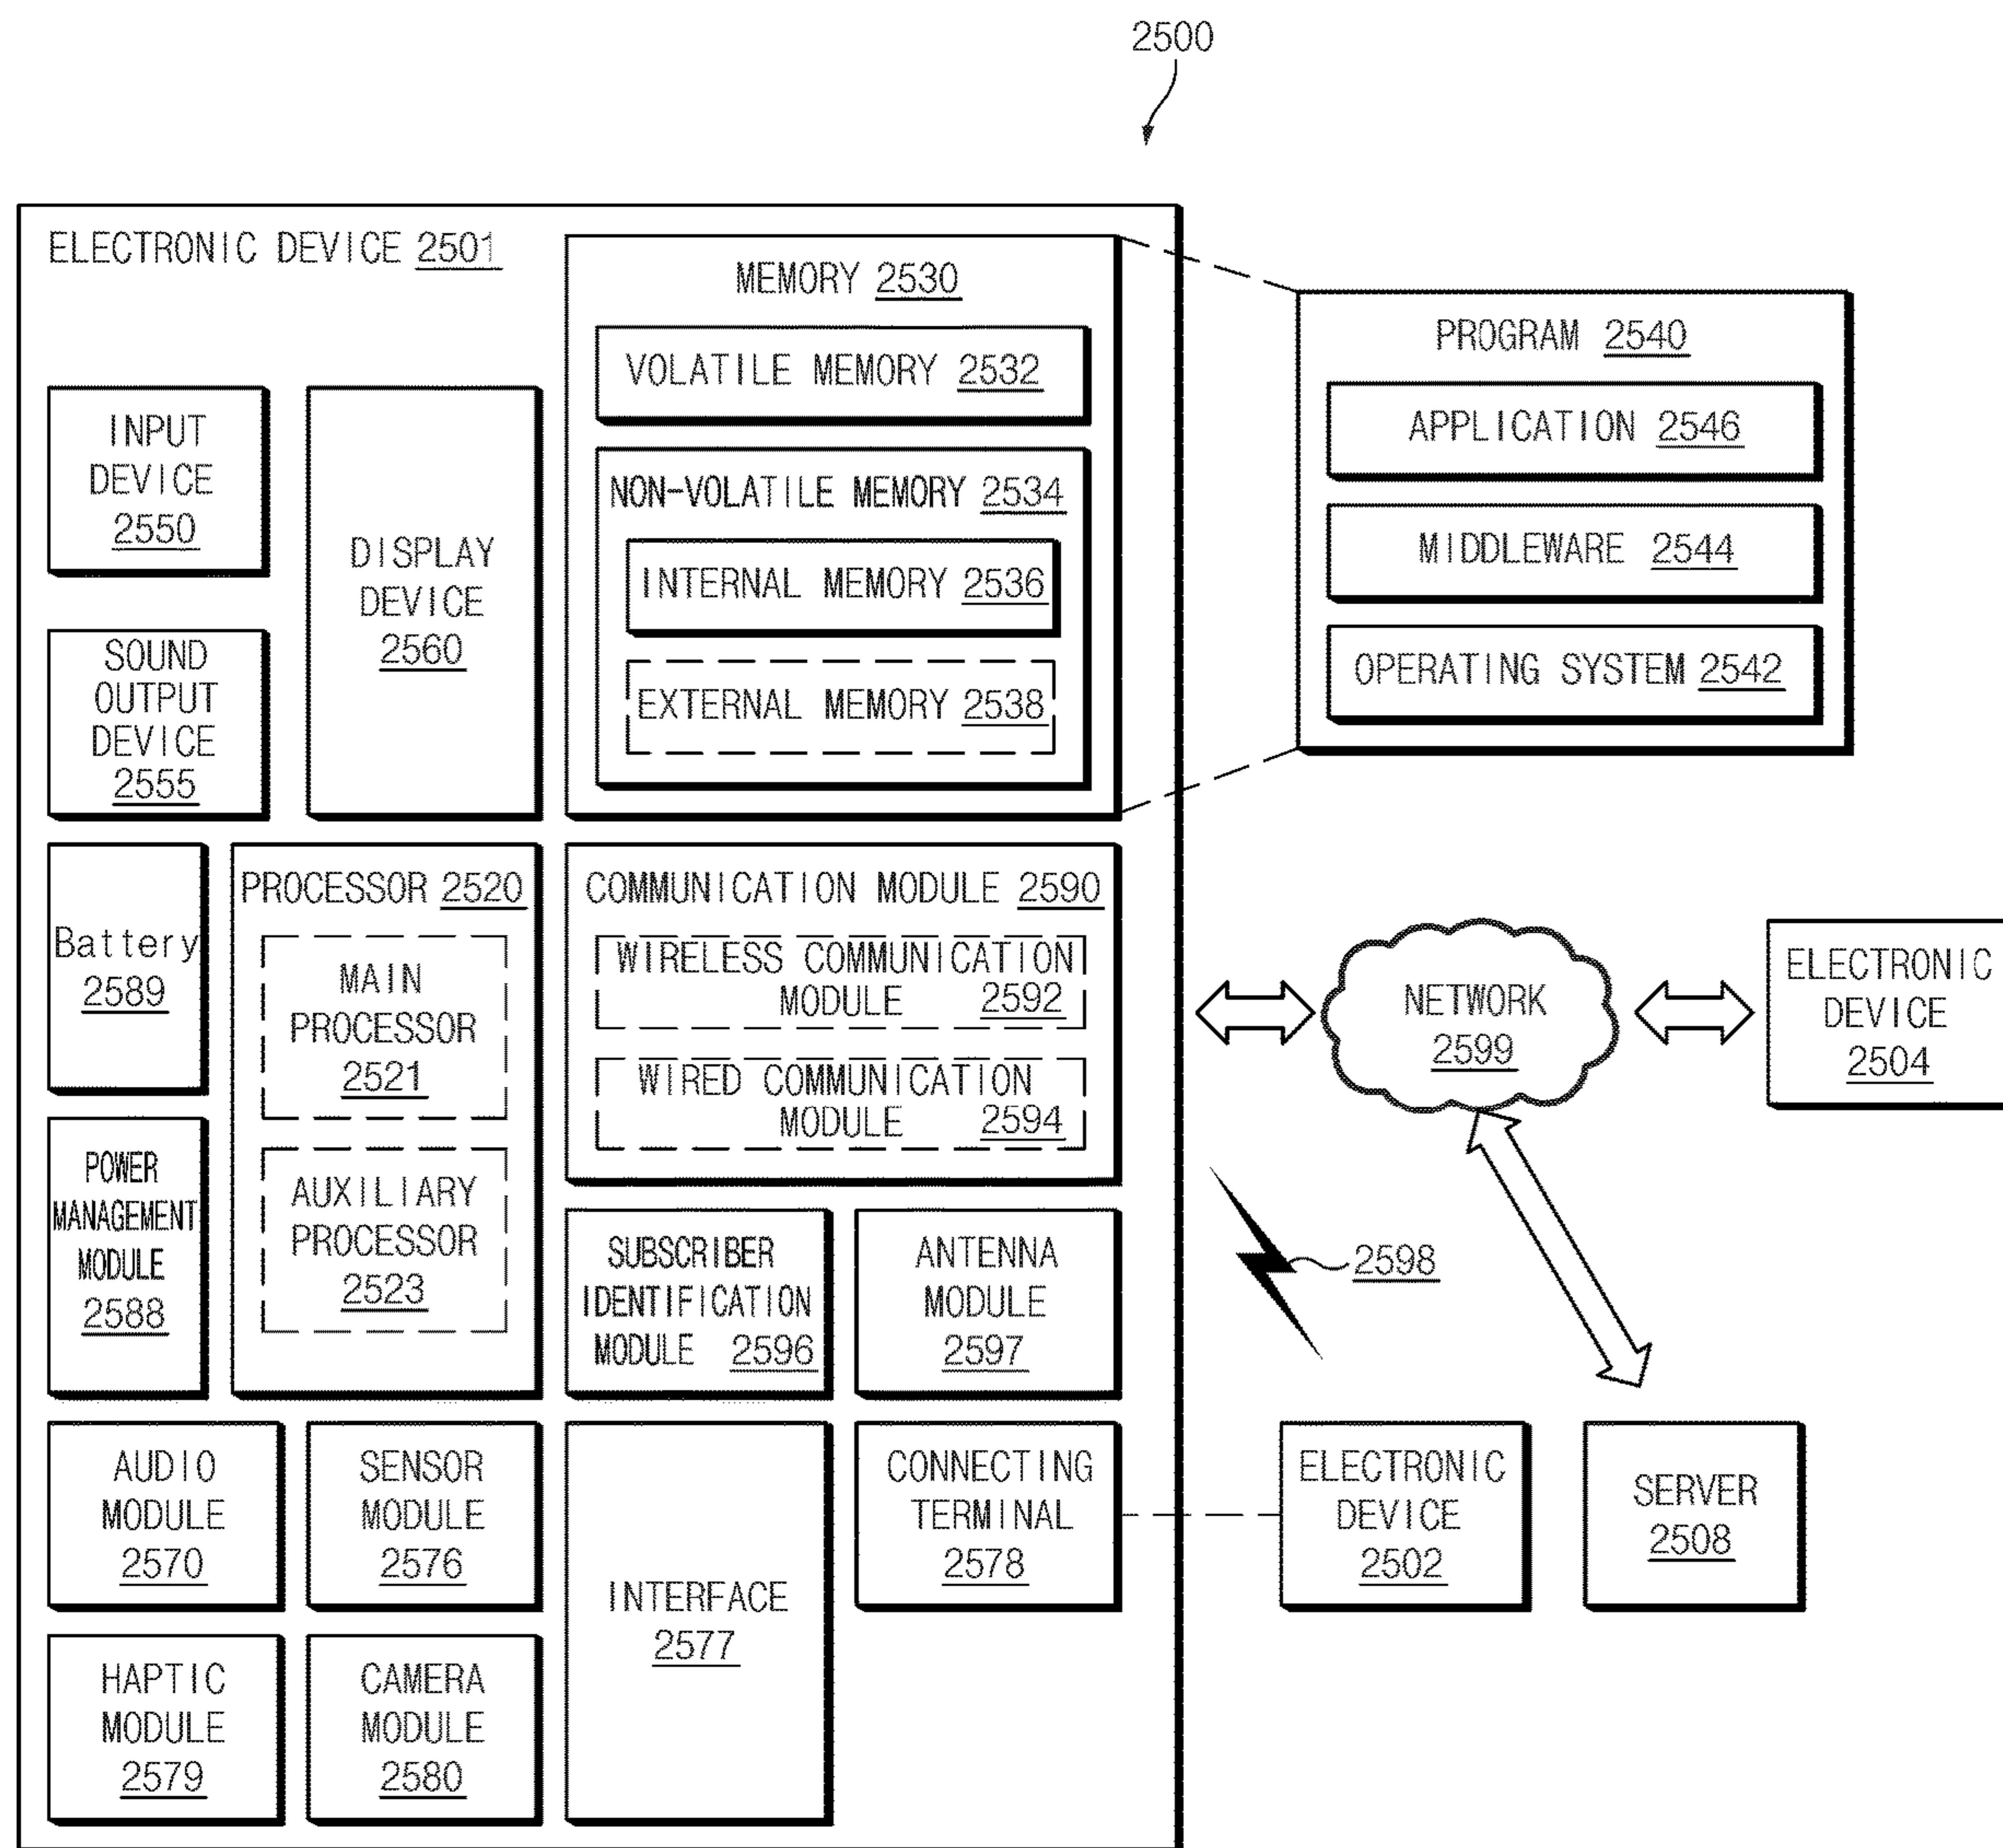 2500
ELECTRONIC DEVICE 2501
MEMORY 2530
VOLATILE MEMORY 2532
NON-VOLATILE MEMORY 2534
INTERNAL MEMORY 2536
EXTERNAL MEMORY 2538
PROGRAM 2540
APPLICATION 2546
MIDDLEWARE 2544
OPERATING SYSTEM 2542
INPUT
DEVICE
2550
SOUND
OUTPUT
DEVICE
2555
DISPLAY
DEVICE
2560
Battery
2589
POWER
MANAGEMENT
MODULE
2588
PROCESSOR 2520
MAIN
PROCESSOR
2521
AUXILIARY
PROCESSOR
2523
COMMUNICATION MODULE 2590
WIRELESS COMMUNICATION
MODULE 2592
WIRED COMMUNICATION
MODULE 2594
SUBSCRIBER
IDENTIFICATION
MODULE 2596
ANTENNA
MODULE
2597
NETWORK
2599
ELECTRONIC
DEVICE
2504
2598
AUDIO
MODULE
2570
SENSOR
MODULE
2576
INTERFACE
2577
CONNECTING
TERMINAL
2578
ELECTRONIC
DEVICE
2502
SERVER
2508
HAPTIC
MODULE
2579
CAMERA
MODULE
2580